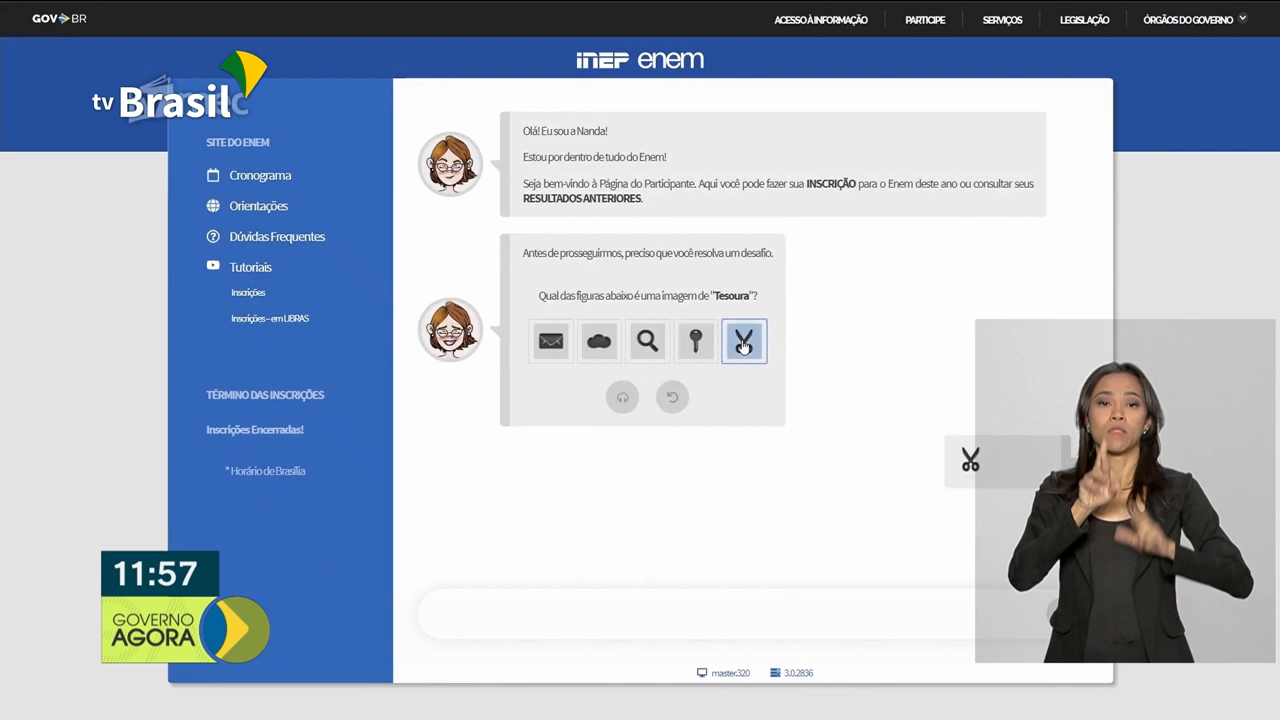 GOV BR
ACESSO À INFORMAÇÃO
PARTICIPE
SERVIÇOS
LEGISLAÇÃO
ÓRGÃOS DO GOVERNO
inep enem
tv Brasil
SITE DO ENEM
Cronograma
Orientações
Dúvidas Frequentes
Tutoriais
Inscrições
Inscrições – em LIBRAS
TÉRMINO DAS INSCRIÇÕES
Inscrições Encerradas!
* Horário de Brasília
Olá! Eu sou a Nanda!
Estou por dentro de tudo do Enem!
Seja bem-vindo à Página do Participante. Aqui você pode fazer sua INSCRIÇÃO para o Enem deste ano ou consultar seus
RESULTADOS ANTERIORES.
Antes de prosseguirmos, preciso que você resolva um desafio.
Qual das figuras abaixo é uma imagem de "Tesoura"?
11:57
GOVERNO
AGORA
master.320
3.0.2836